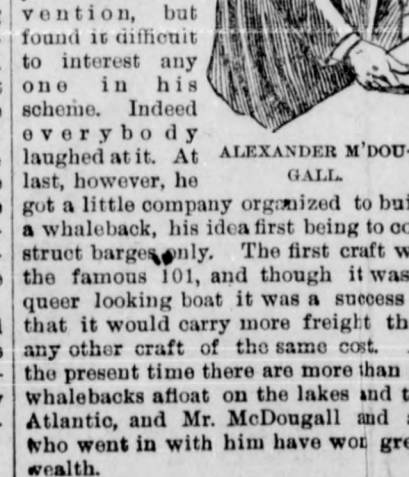 vention, but
found it difficult
to interest any
one in his
scheme. Indeed
everybody
laughed at it. At
last, however, he
ALEXANDER M'DOU-
GALL.
got a little company organized to bui
a whaleback, his idea first being to co
struct barges only. The first craft w
the famous 101, and though it was
queer looking boat it was a success
that it would carry more freight th
any other craft of the same cost.
the present time there are more than
whalebacks afloat on the lakes and t
Atlantic, and Mr. McDougall and
who went in with him have won gre
wealth.